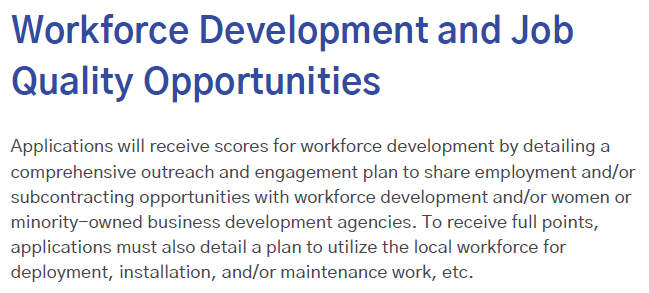 Workforce Development and Job
Quality Opportunities
Applications will receive scores for workforce development by detailing a
comprehensive outreach and engagement plan to share employment and/or
subcontracting opportunities with workforce development and/or women or
minority-owned business development agencies. To receive full points,
applications must also detail a plan to utilize the local workforce for
deployment, installation, and/or maintenance work, etc.